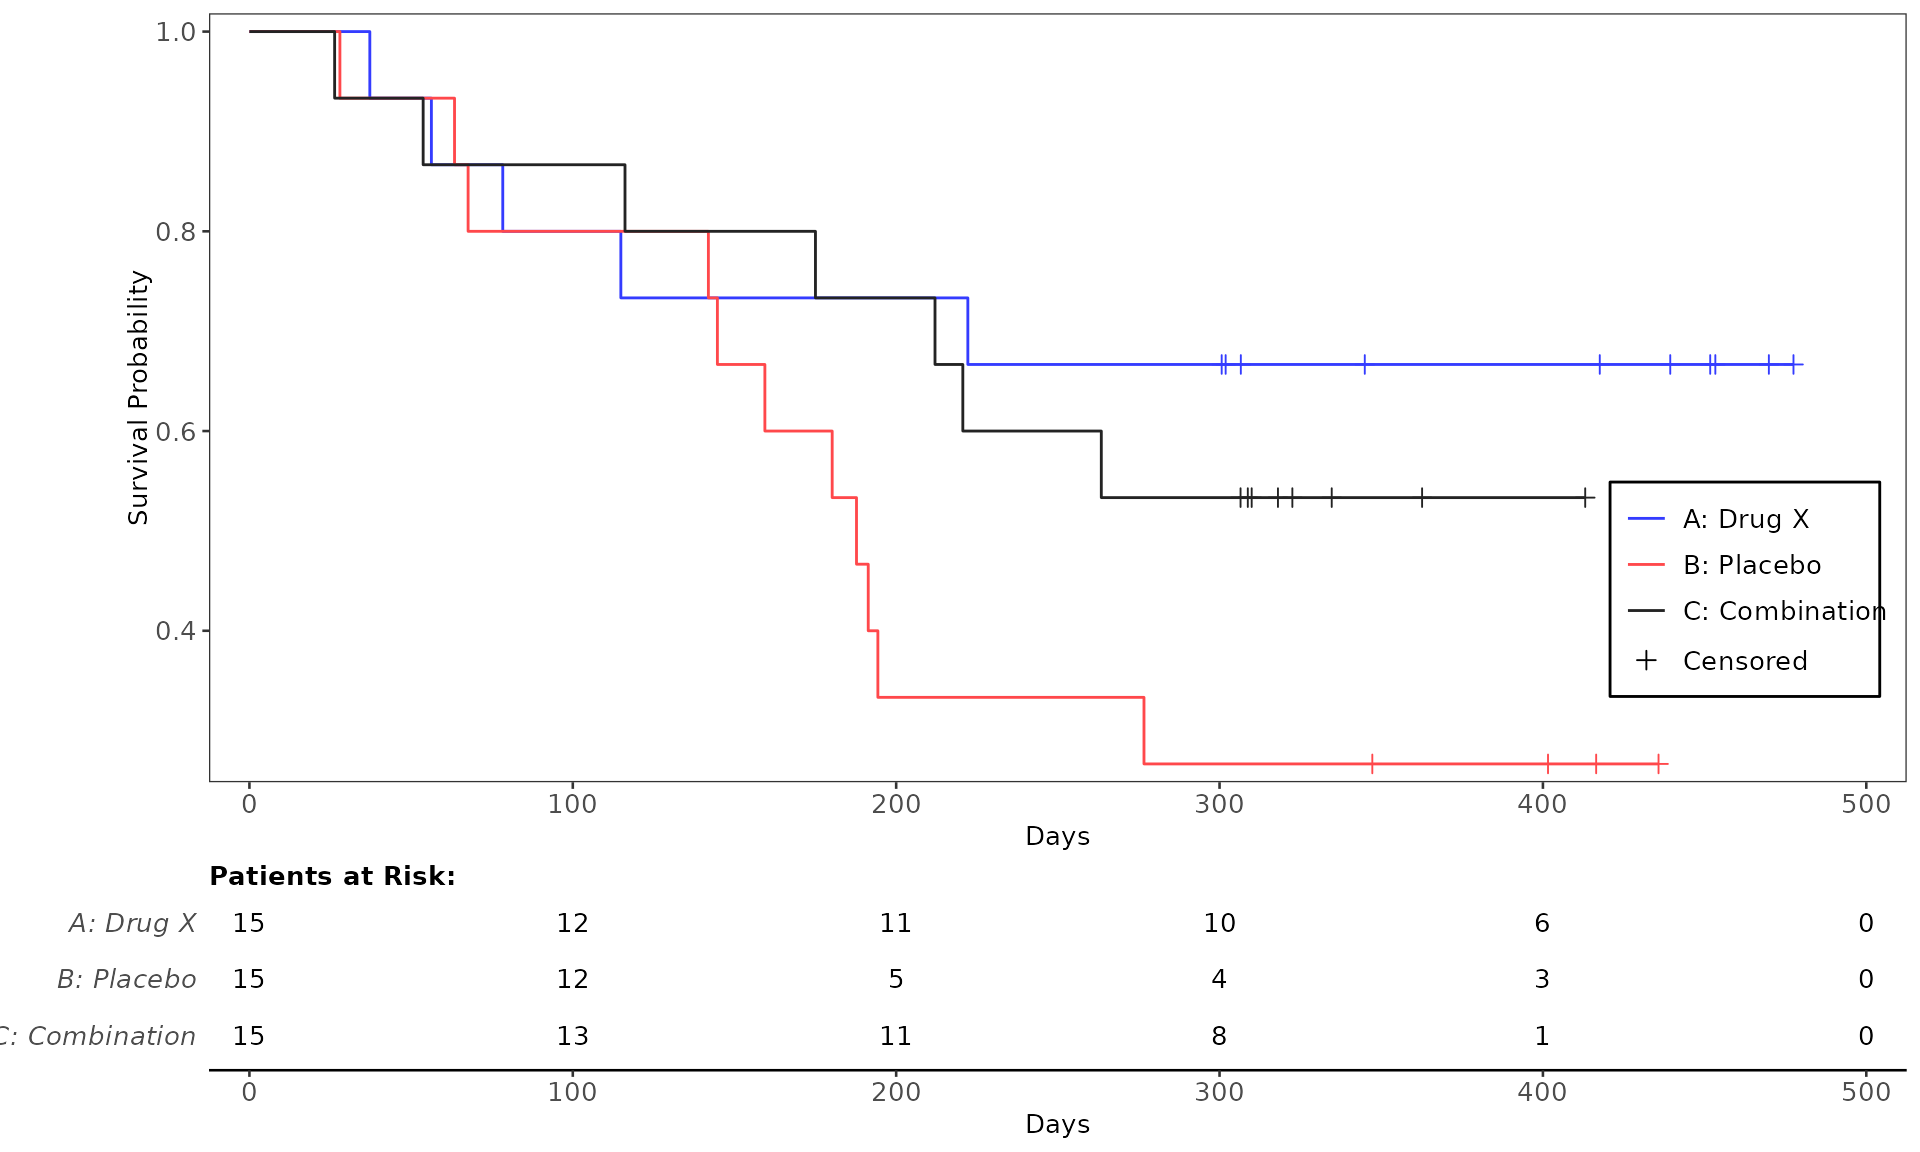 1.0
0.8
0.6
0.4
Survival Probability
A: Drug X
B: Placebo
C: Combination
Censored
0 100 200 300 400 500
Days
Patients at Risk:
A: Drug X 15 12 11 10 6 0
B: Placebo 15 12 5 4 3 0
C: Combination 15 13 11 8 1 0
0 100 200 300 400 500
Days